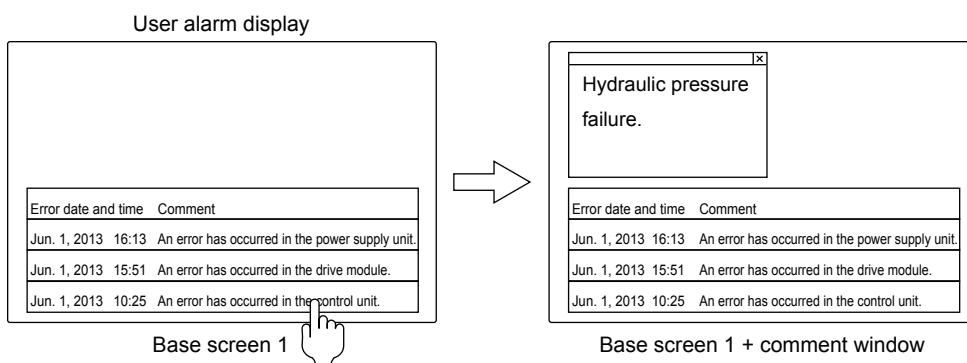 User alarm display
Error date and time Comment
Jun. 1, 2013 16:13 An error has occurred in the power supply unit.
Jun. 1, 2013 15:51 An error has occurred in the drive module.
Jun. 1, 2013 10:25 An error has occurred in the control unit.
Base screen 1
Hydraulic pressure
failure.
Error date and time Comment
Jun. 1, 2013 16:13 An error has occurred in the power supply unit.
Jun. 1, 2013 15:51 An error has occurred in the drive module.
Jun. 1, 2013 10:25 An error has occurred in the control unit.
Base screen 1 + comment window